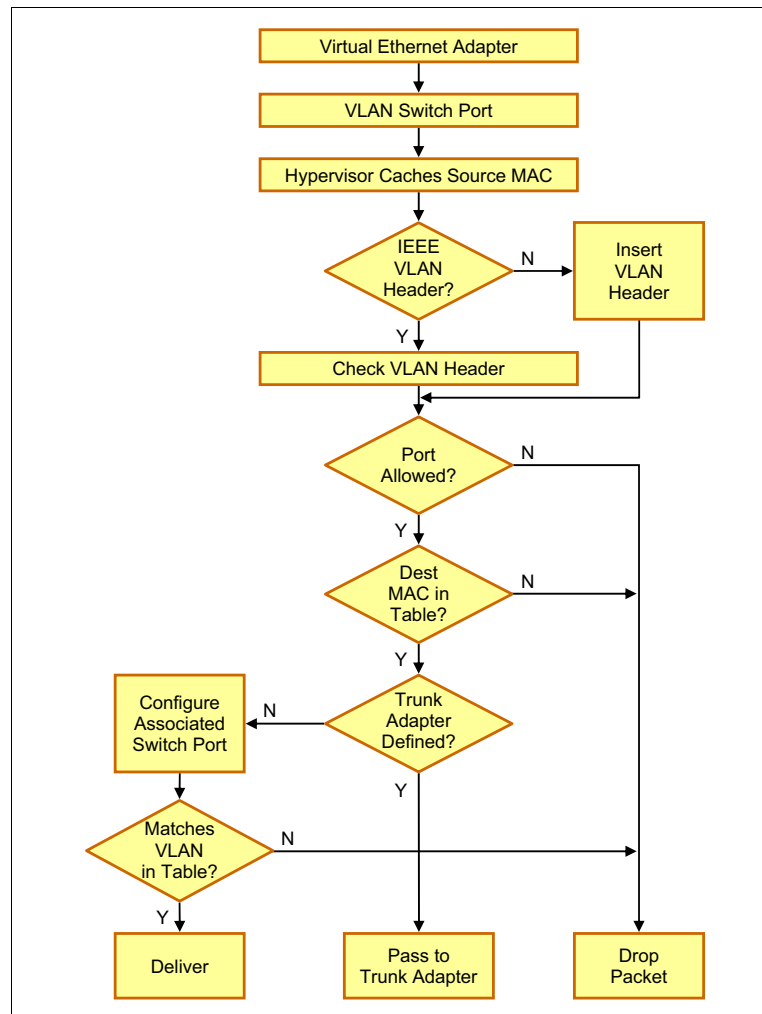 Virtual Ethernet Adapter
VLAN Switch Port
Hypervisor Caches Source MAC
IEEE
VLAN
Header?
N
Insert
VLAN
Header
Y
Check VLAN Header
Port
Allowed?
N
Y
Dest
MAC in
Table?
N
Y
Trunk
Adapter
Defined?
N
Configure
Associated
Switch Port
Y
Matches
VLAN
in Table?
N
Y
Deliver
Pass to
Trunk Adapter
Drop
Packet